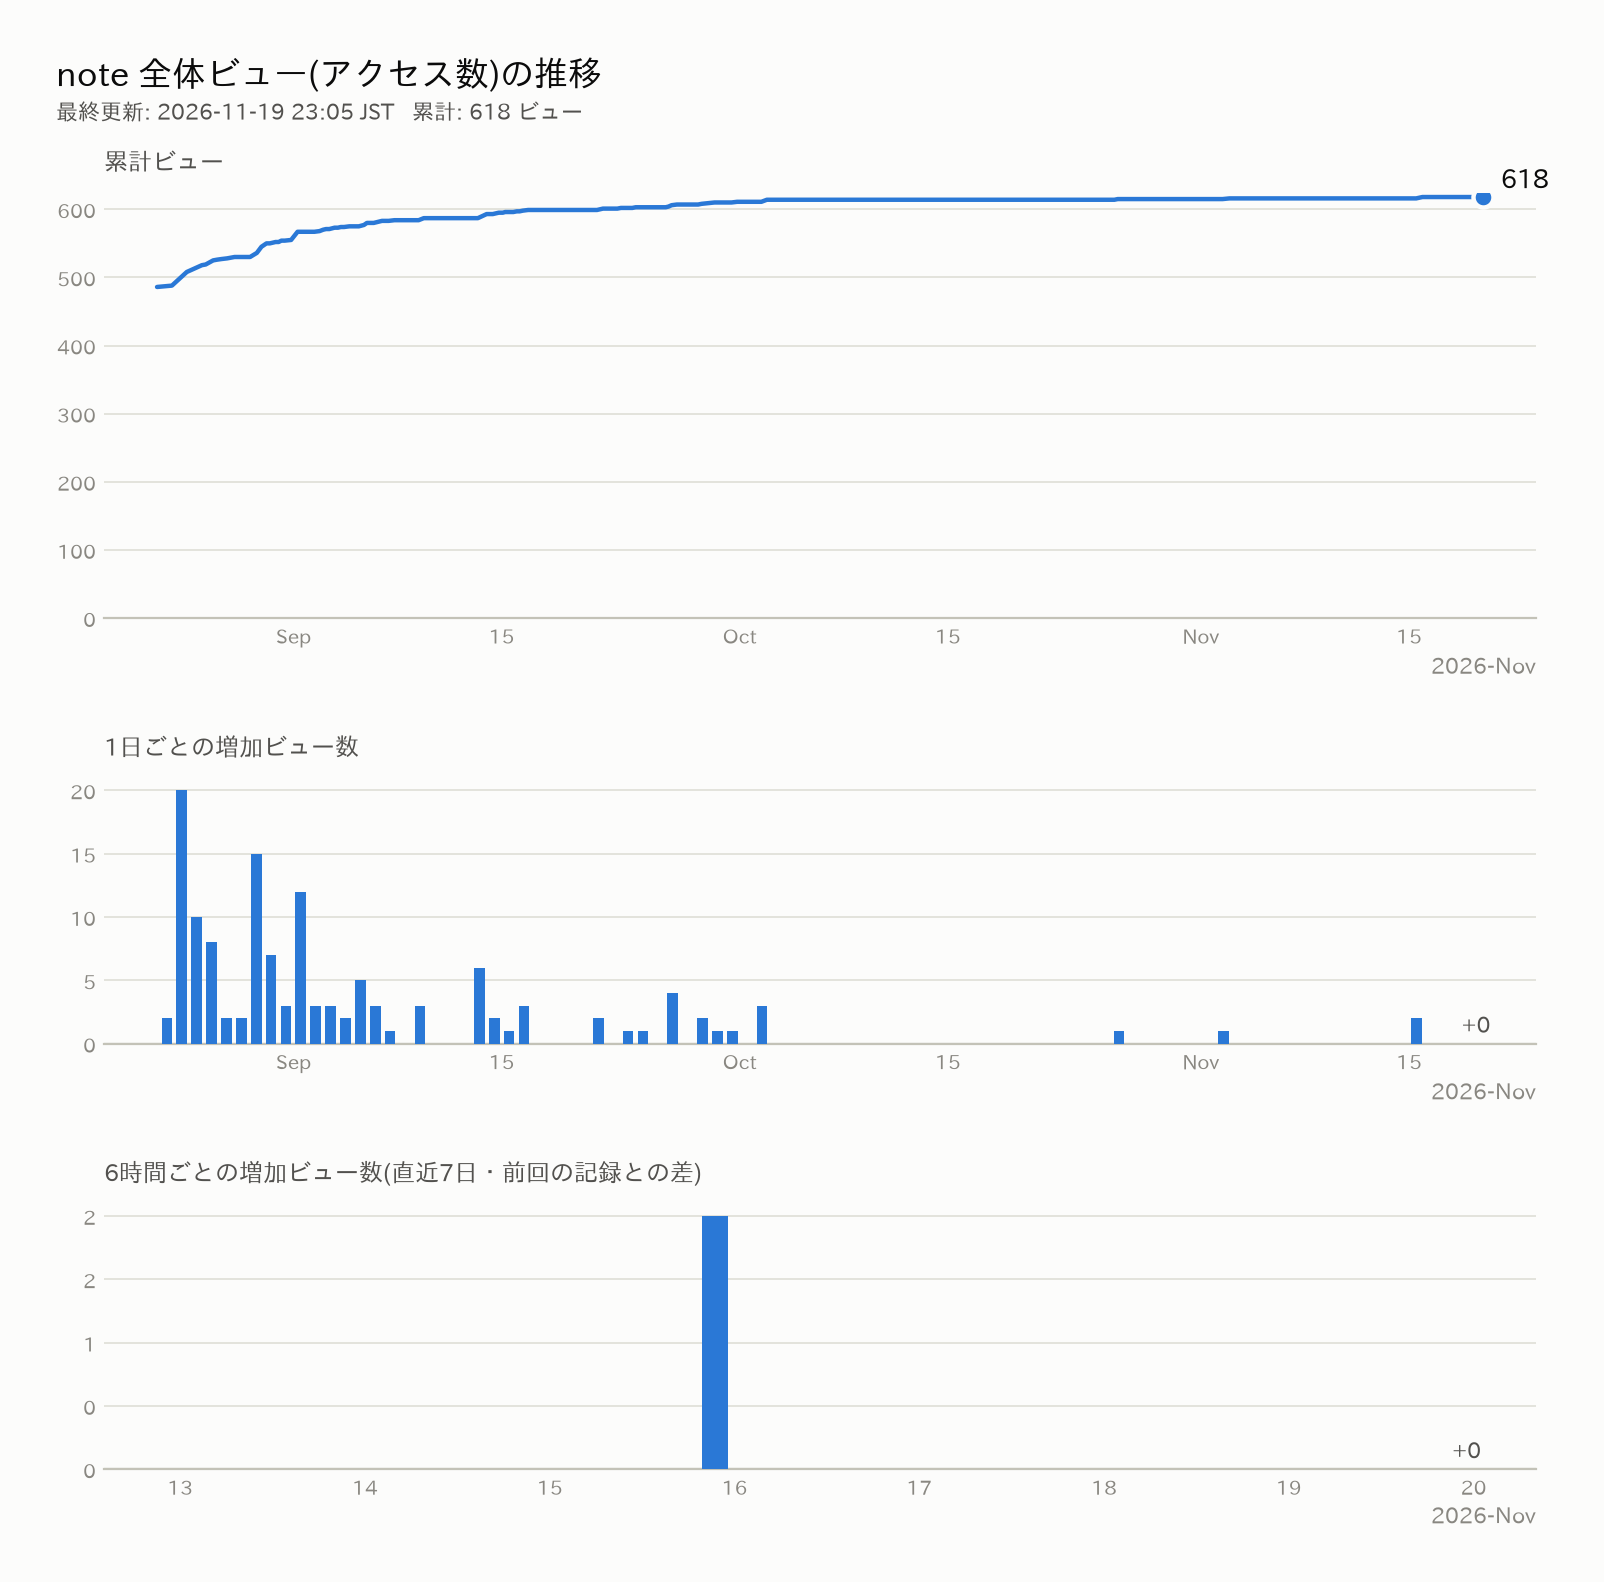 note 全体ビュー(アクセス数)の推移
最終更新: 2026-11-19 23:05 JST 累計: 618 ビュー
累計ビュー
618
600
500
400
300
200
100
0
Sep 15 Oct 15 Nov 15
2026-Nov
1日ごとの増加ビュー数
20
15
10
5
+0
0
Sep 15 Oct 15 Nov 15
2026-Nov
6時間ごとの増加ビュー数(直近7日・前回の記録との差)
2
2
1
0
+0
0
13 14 15 16 17 18 19 20
2026-Nov